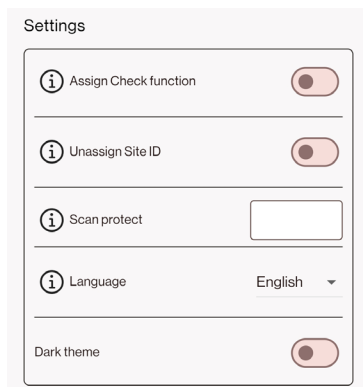 Settings
Assign Check function
Unassign Site ID
Scan protect
Language English
Dark theme